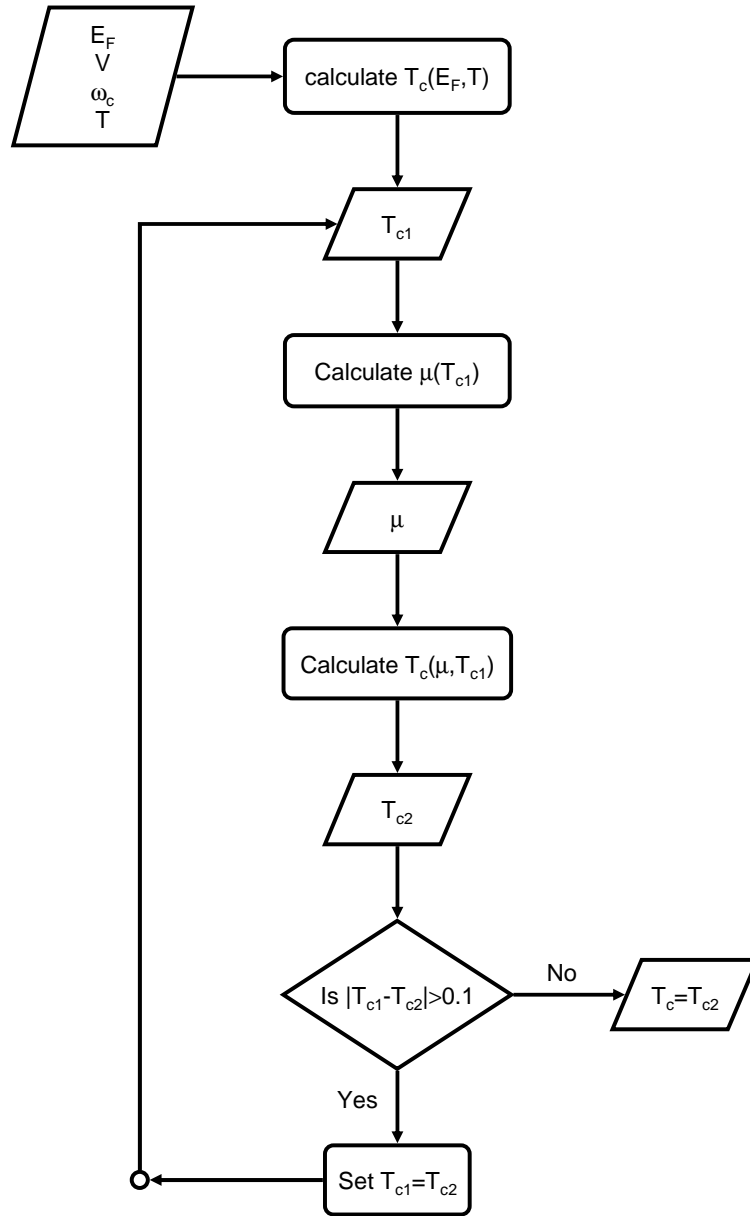 E_F
V
ω_c
T
calculate T_c(E_F,T)
T_c1
Calculate μ(T_c1)
μ
Calculate T_c(μ,T_c1)
T_c2
Is |T_c1-T_c2|>0.1
No
T_c=T_c2
Yes
Set T_c1=T_c2